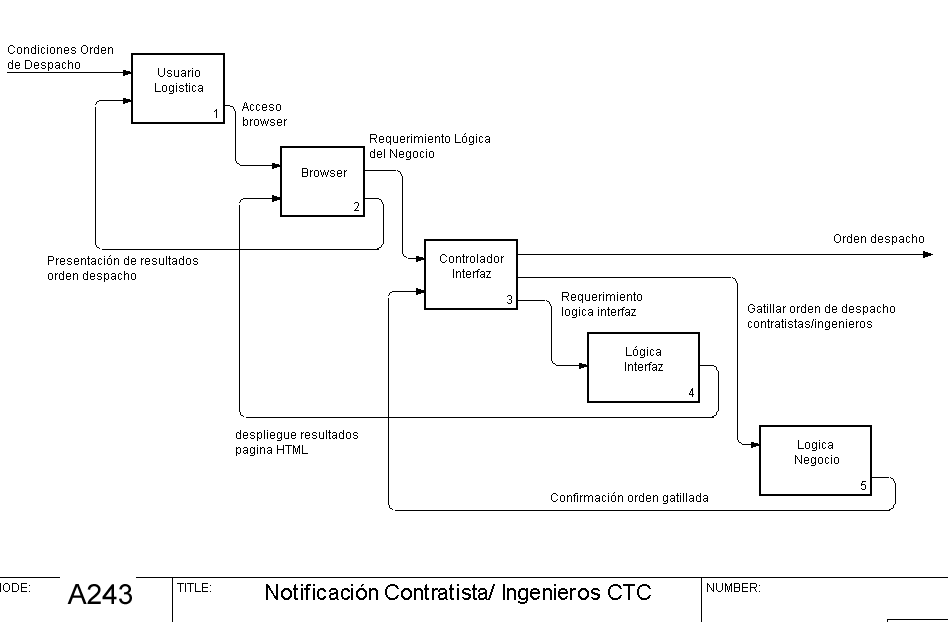 Condiciones Orden
de Despacho
Usuario
Logistica
1
Acceso
browser
Requerimiento Lógica
del Negocio
Browser
2
Orden despacho
Presentación de resultados
orden despacho
Controlador
Interfaz
3
Requerimiento
logica interfaz
Gatillar orden de despacho
contratistas/ingenieros
Lógica
Interfaz
4
despliegue resultados
pagina HTML
Logica
Negocio
5
Confirmación orden gatillada
IODE:
A243
TITLE:
Notificación Contratista/ Ingenieros CTC
NUMBER: